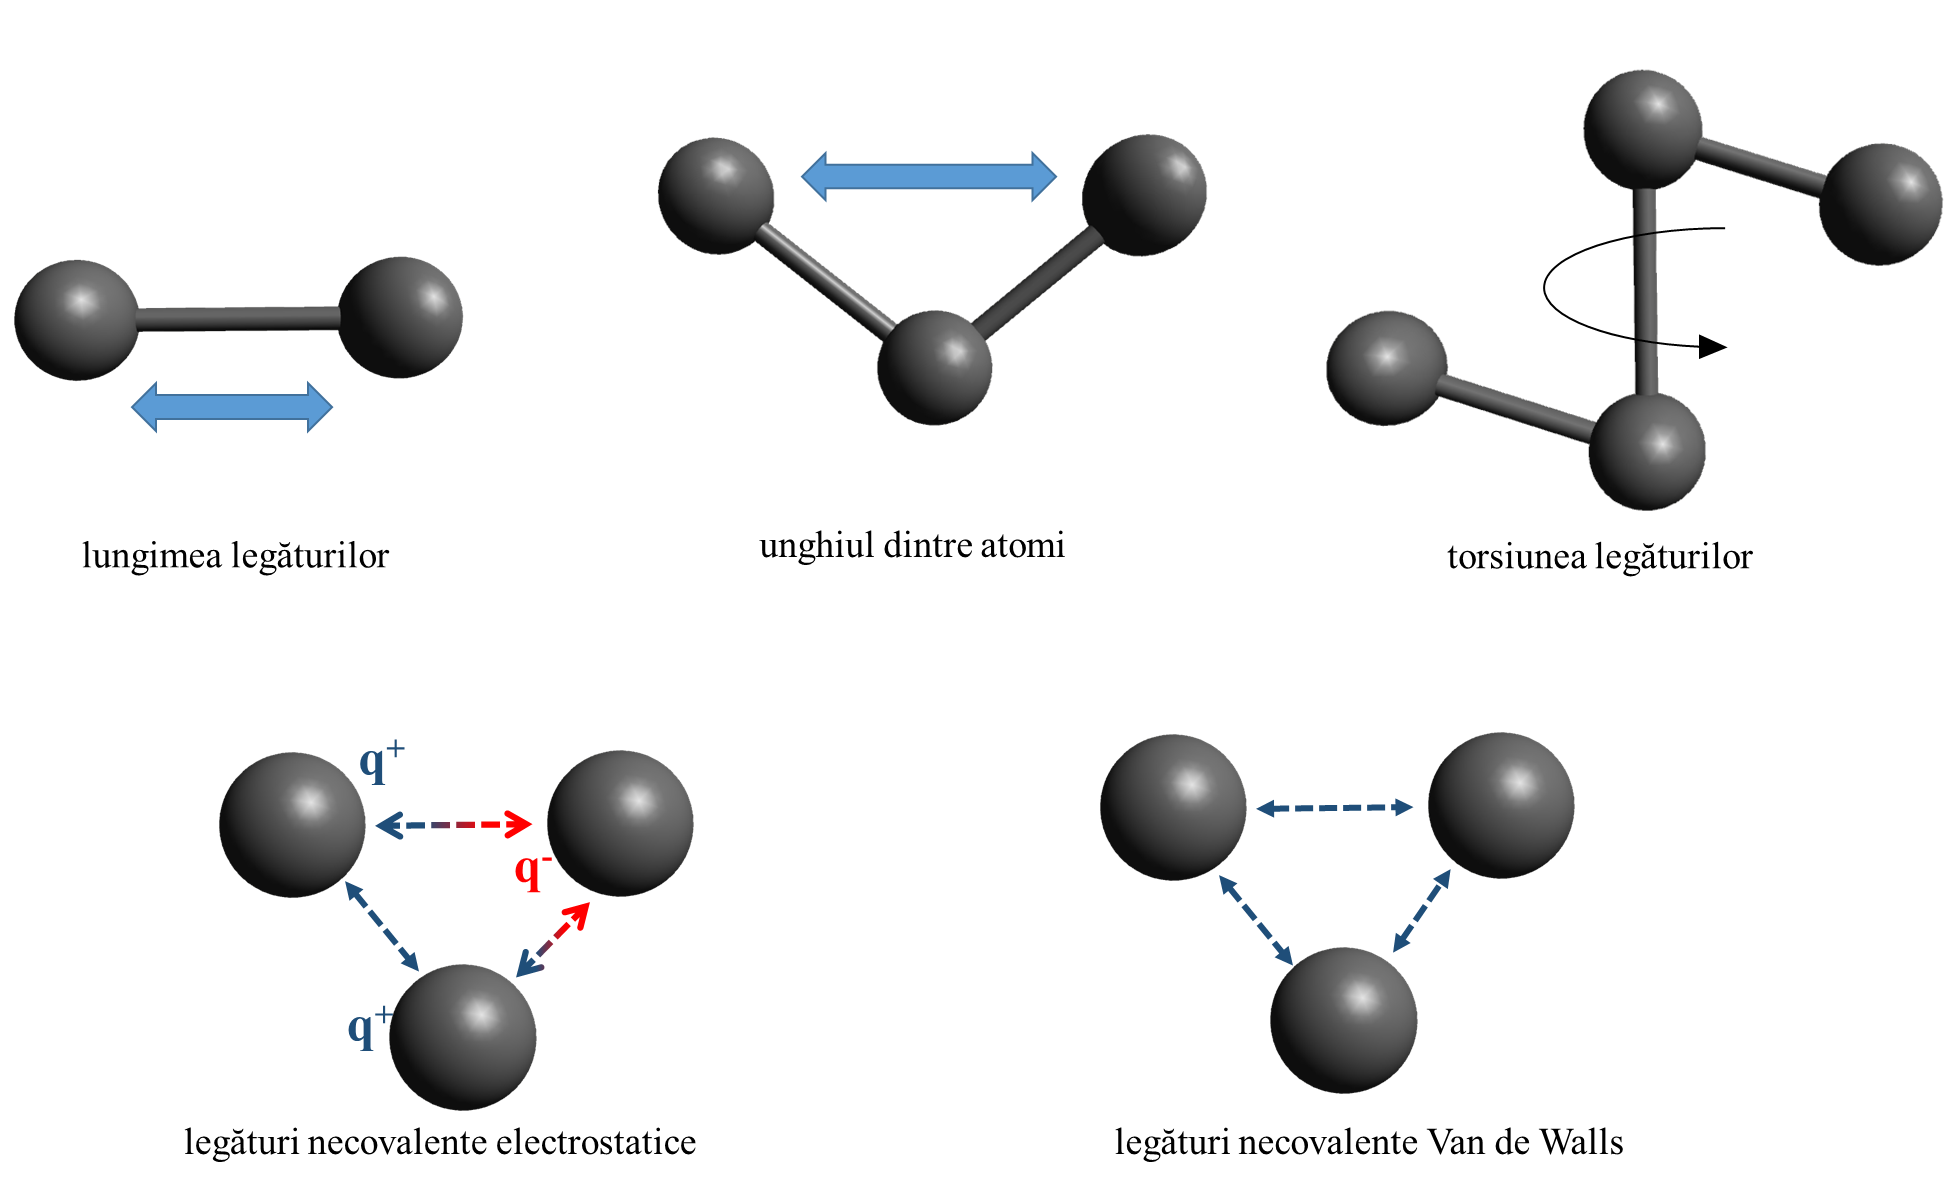 lungimea legăturilor
unghiul dintre atomi
torsiunea legăturilor
q+
q-
q+
legături necovalente electrostatice
legături necovalente Van de Walls